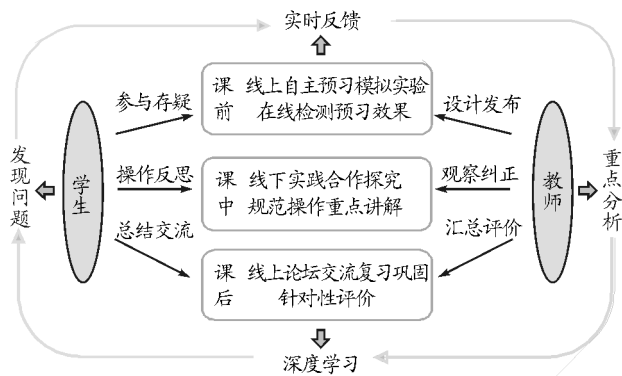 实时反馈
课 线上自主预习模拟实验
前 在线检测预习效果
参与存疑
设计发布
发现问题
学生
操作反思
课 线下实践合作探究
中 规范操作重点讲解
观察纠正
教师
重点分析
总结交流
汇总评价
课 线上论坛交流复习巩固
后 针对性评价
深度学习